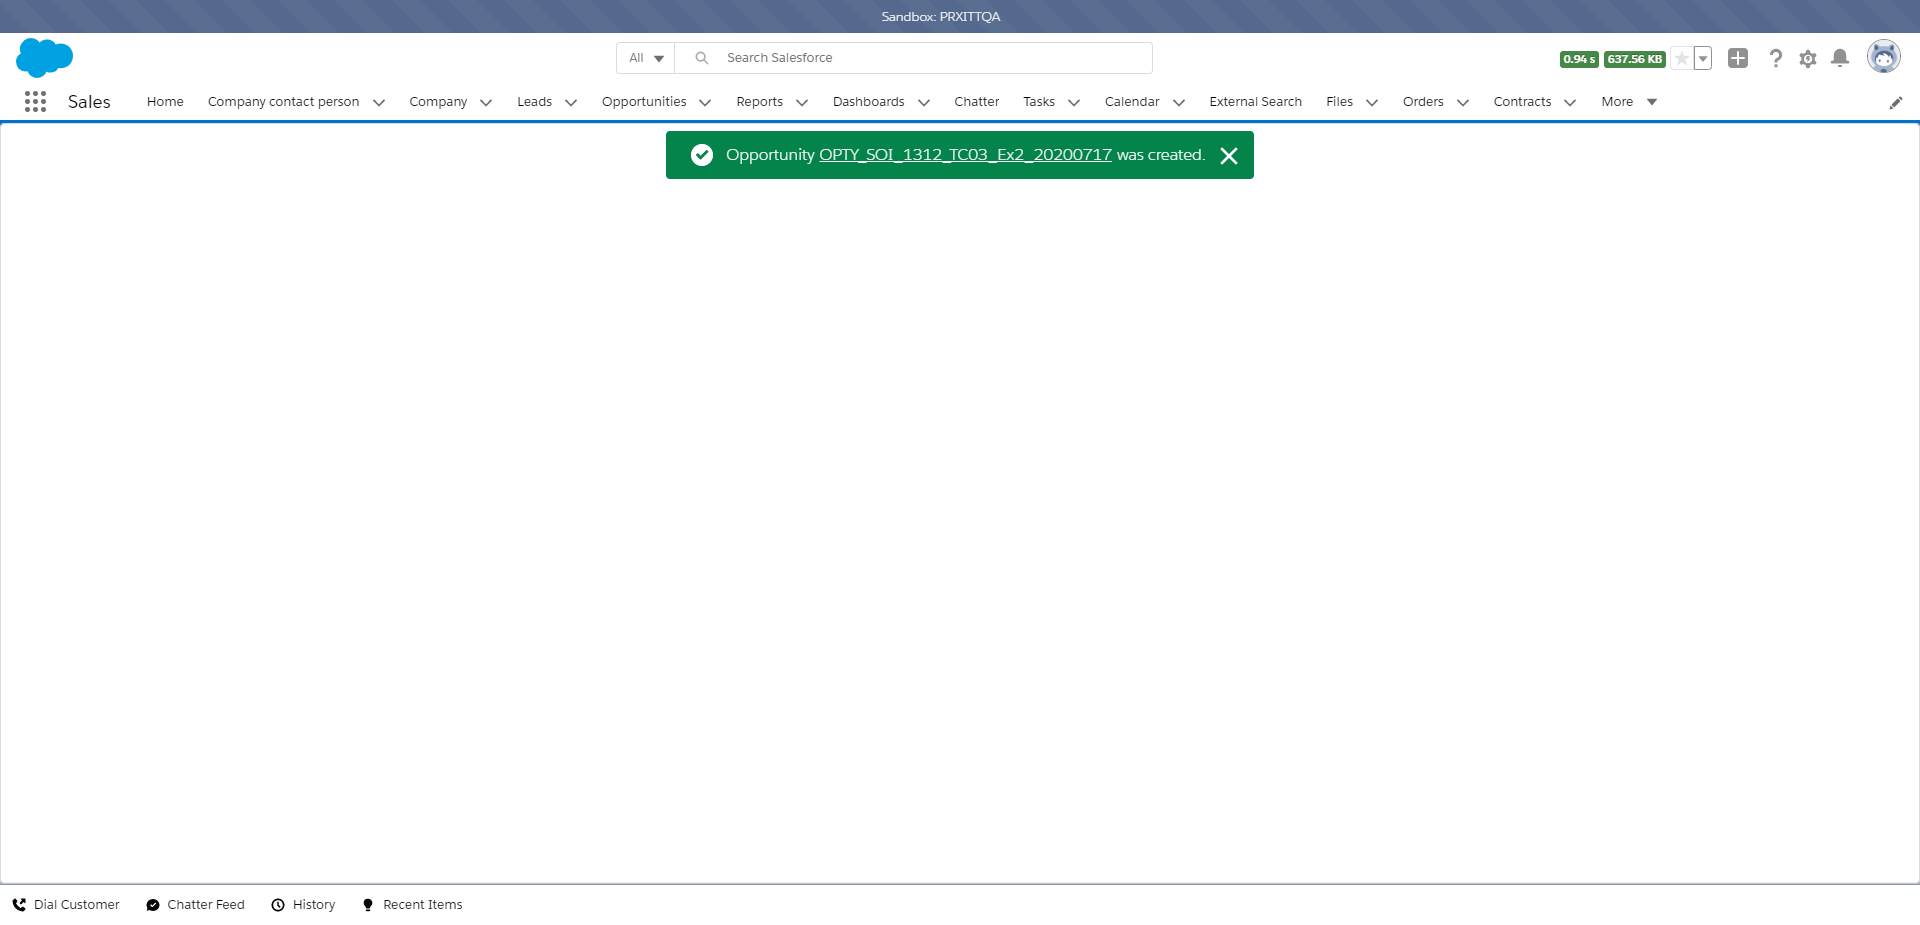 Sandbox: PRXITTQA
All
Search Salesforce
0.94 s 637.56 KB
Sales Home Company contact person Company Leads Opportunities Reports Dashboards Chatter Tasks Calendar External Search Files Orders Contracts More
Opportunity OPTY_SOI_1312_TC03_Ex2_20200717 was created.
Dial Customer Chatter Feed History Recent Items